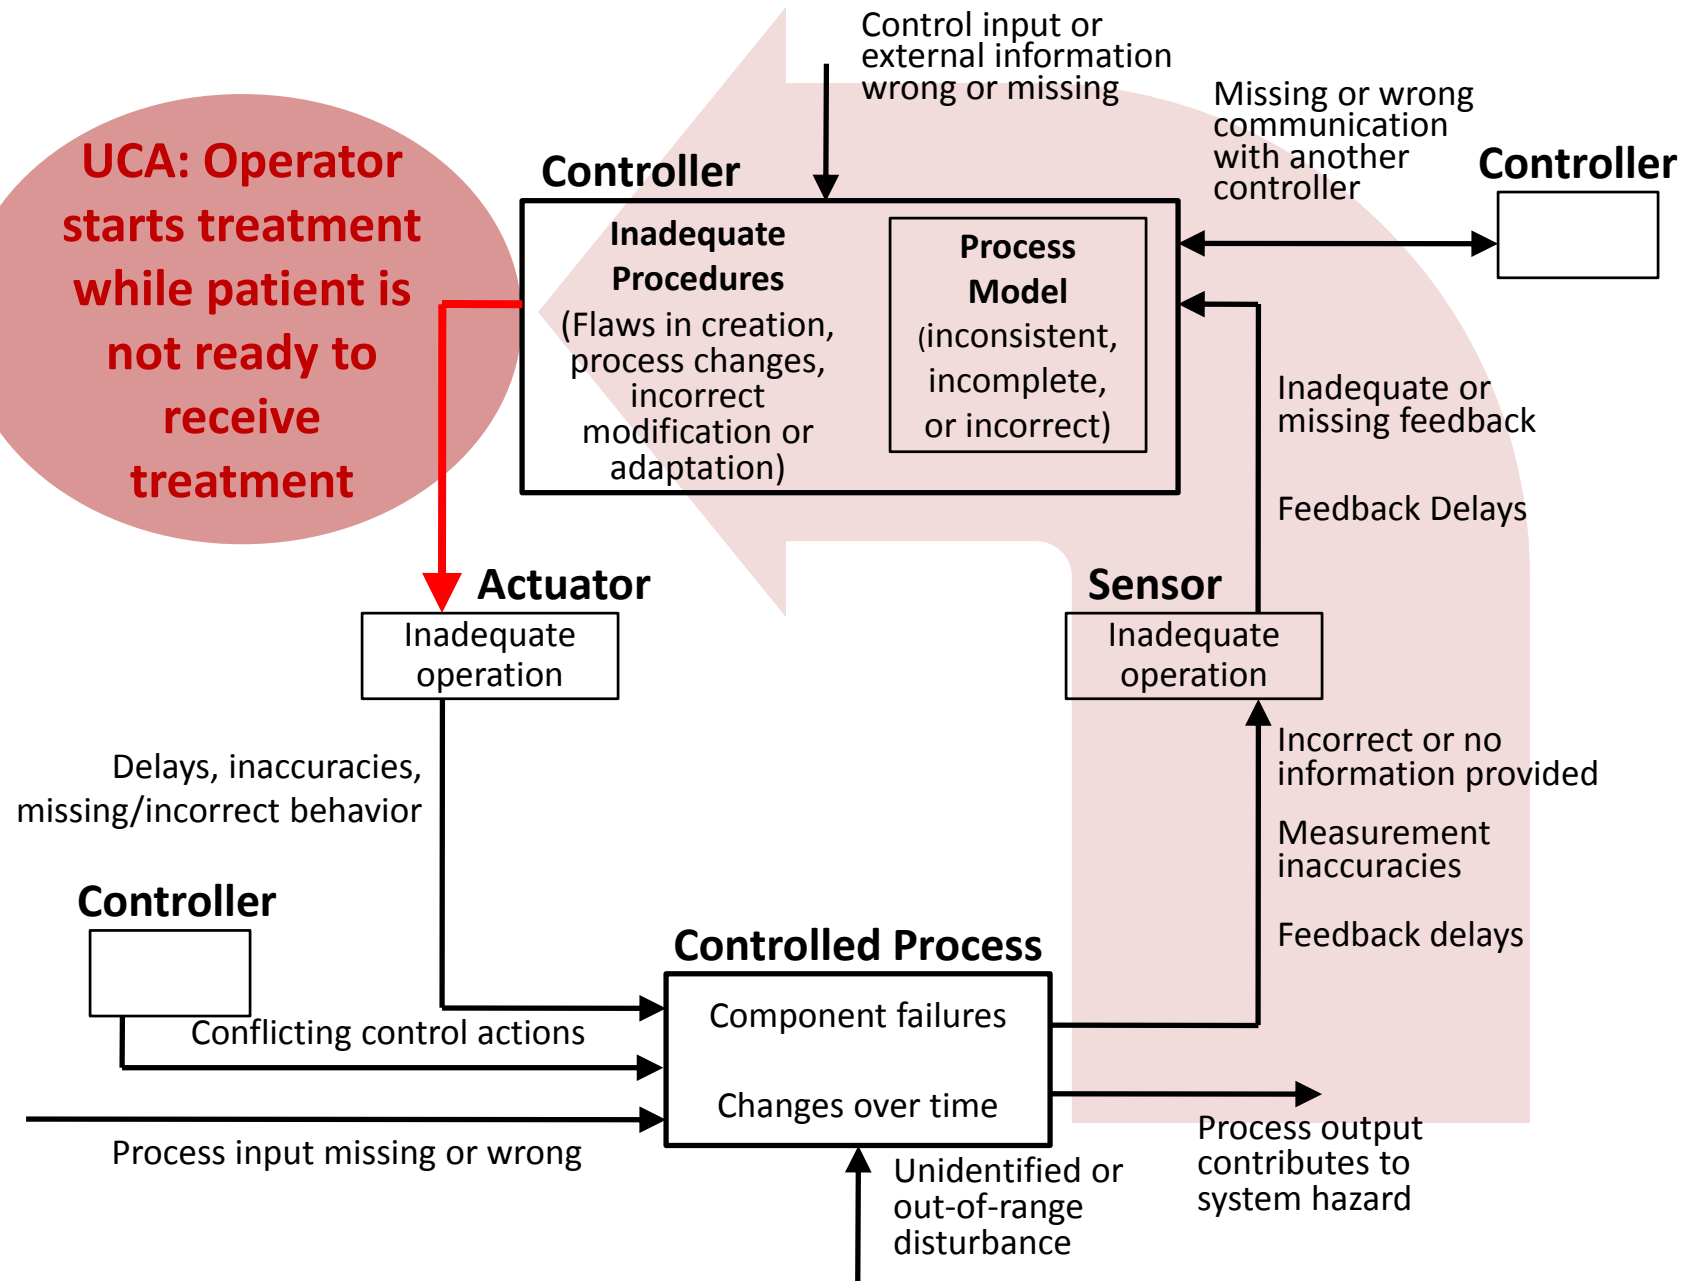 Control input or
external information
wrong or missing
UCA: Operator
starts treatment
while patient is
not ready to
receive
treatment
Controller
Missing or wrong
communication
with another
controller
Controller
Inadequate
Procedures
(Flaws in creation,
process changes,
incorrect
modification or
adaptation)
Process
Model
(inconsistent,
incomplete,
or incorrect)
Inadequate or
missing feedback
Feedback Delays
Actuator
Inadequate
operation
Sensor
Inadequate
operation
Delays, inaccuracies,
missing/incorrect behavior
Incorrect or no
information provided
Measurement
inaccuracies
Feedback delays
Controller
Conflicting control actions
Controlled Process
Component failures
Changes over time
Process input missing or wrong
Unidentified or
out-of-range
disturbance
Process output
contributes to
system hazard